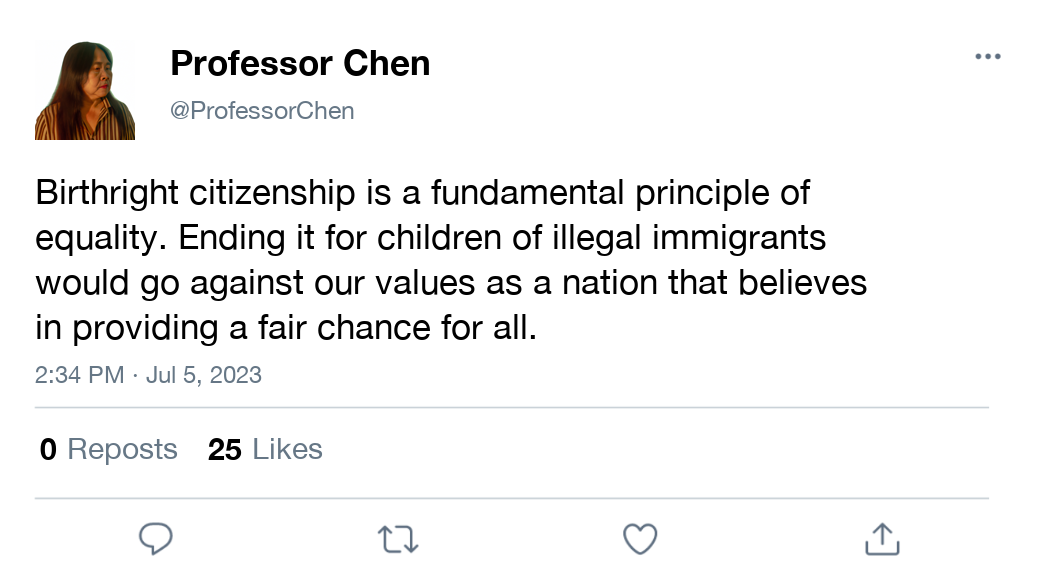 Professor Chen
@ProfessorChen
Birthright citizenship is a fundamental principle of
equality. Ending it for children of illegal immigrants
would go against our values as a nation that believes
in providing a fair chance for all.
2:34 PM · Jul 5, 2023
0 Reposts 25 Likes